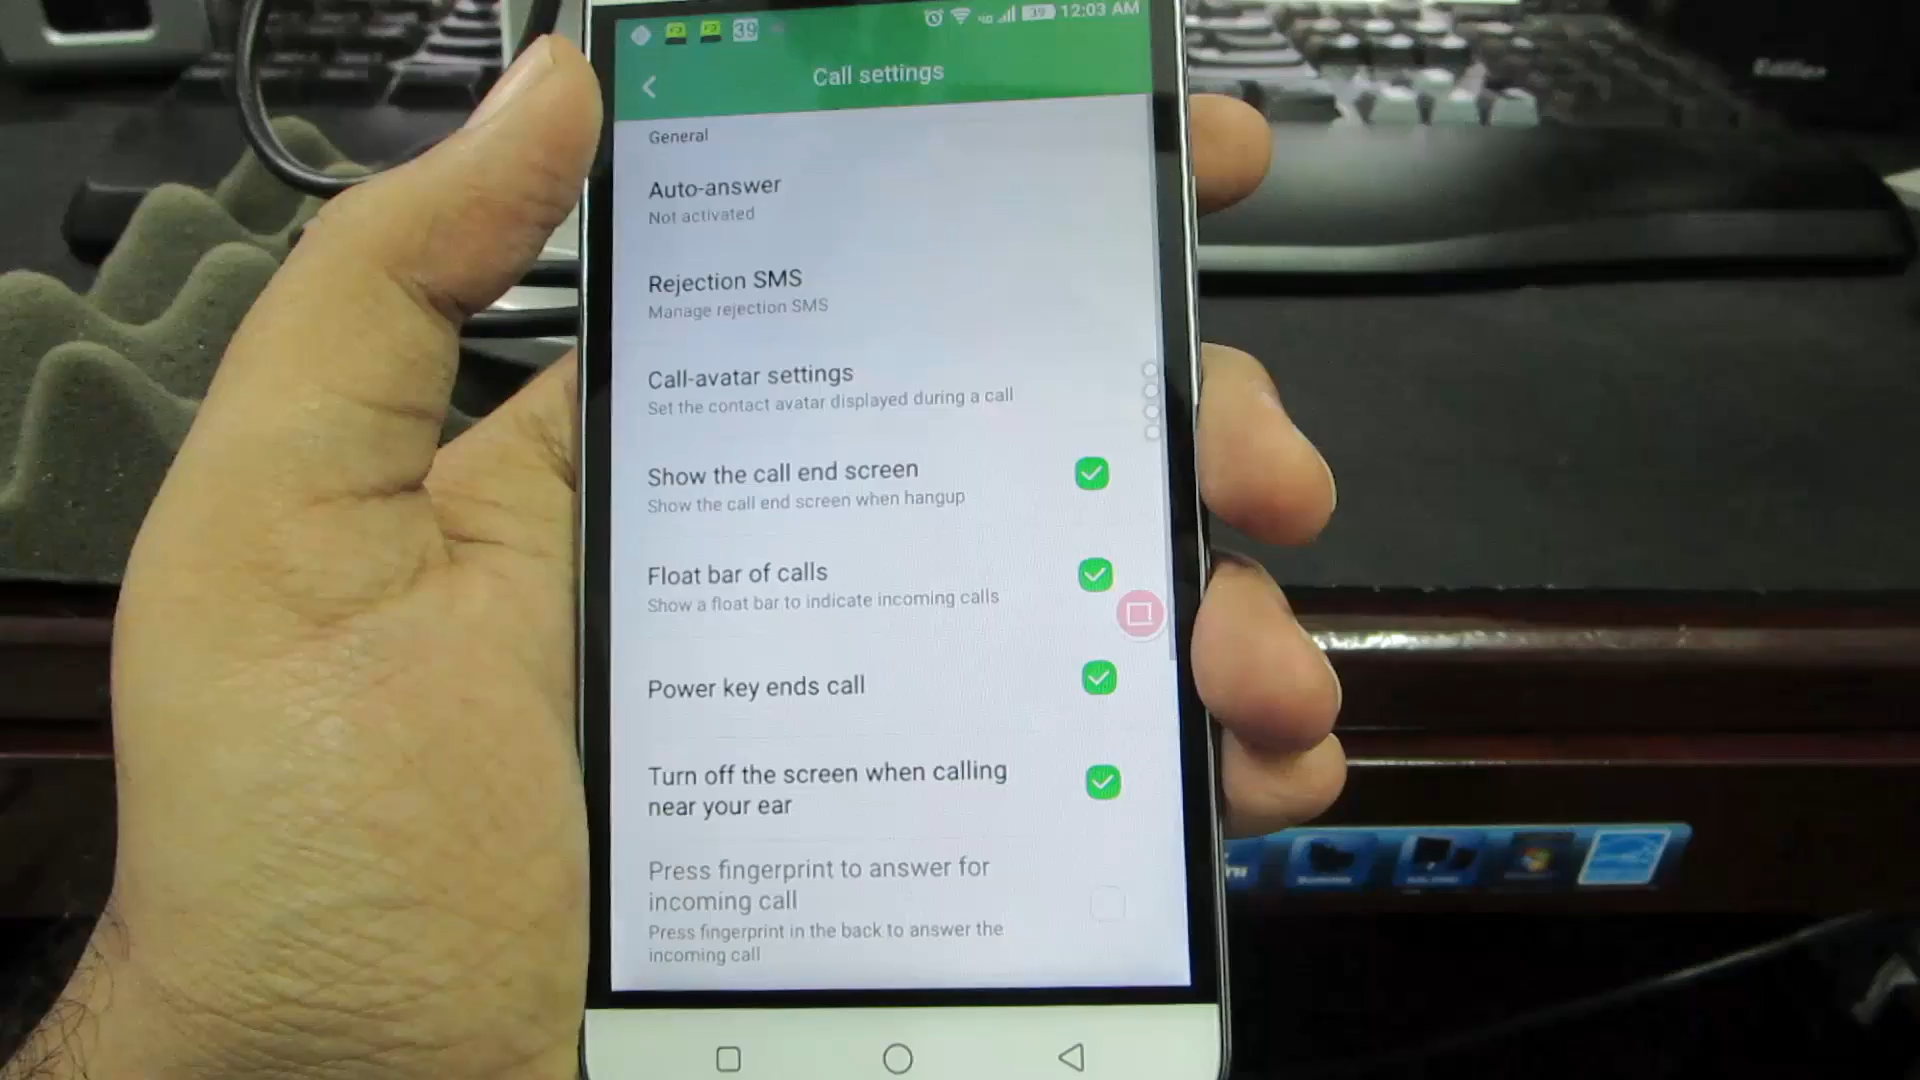 39 4G 39 12:03 AM
Call settings
General
Auto-answer
Not activated
Rejection SMS
Manage rejection SMS
Call-avatar settings
Set the contact avatar displayed during a call
Show the call end screen
Show the call end screen when hangup
Float bar of calls
Show a float bar to indicate incoming calls
Power key ends call
Turn off the screen when calling
near your ear
Press fingerprint to answer for
incoming call
Press fingerprint in the back to answer the
incoming call
Edifier